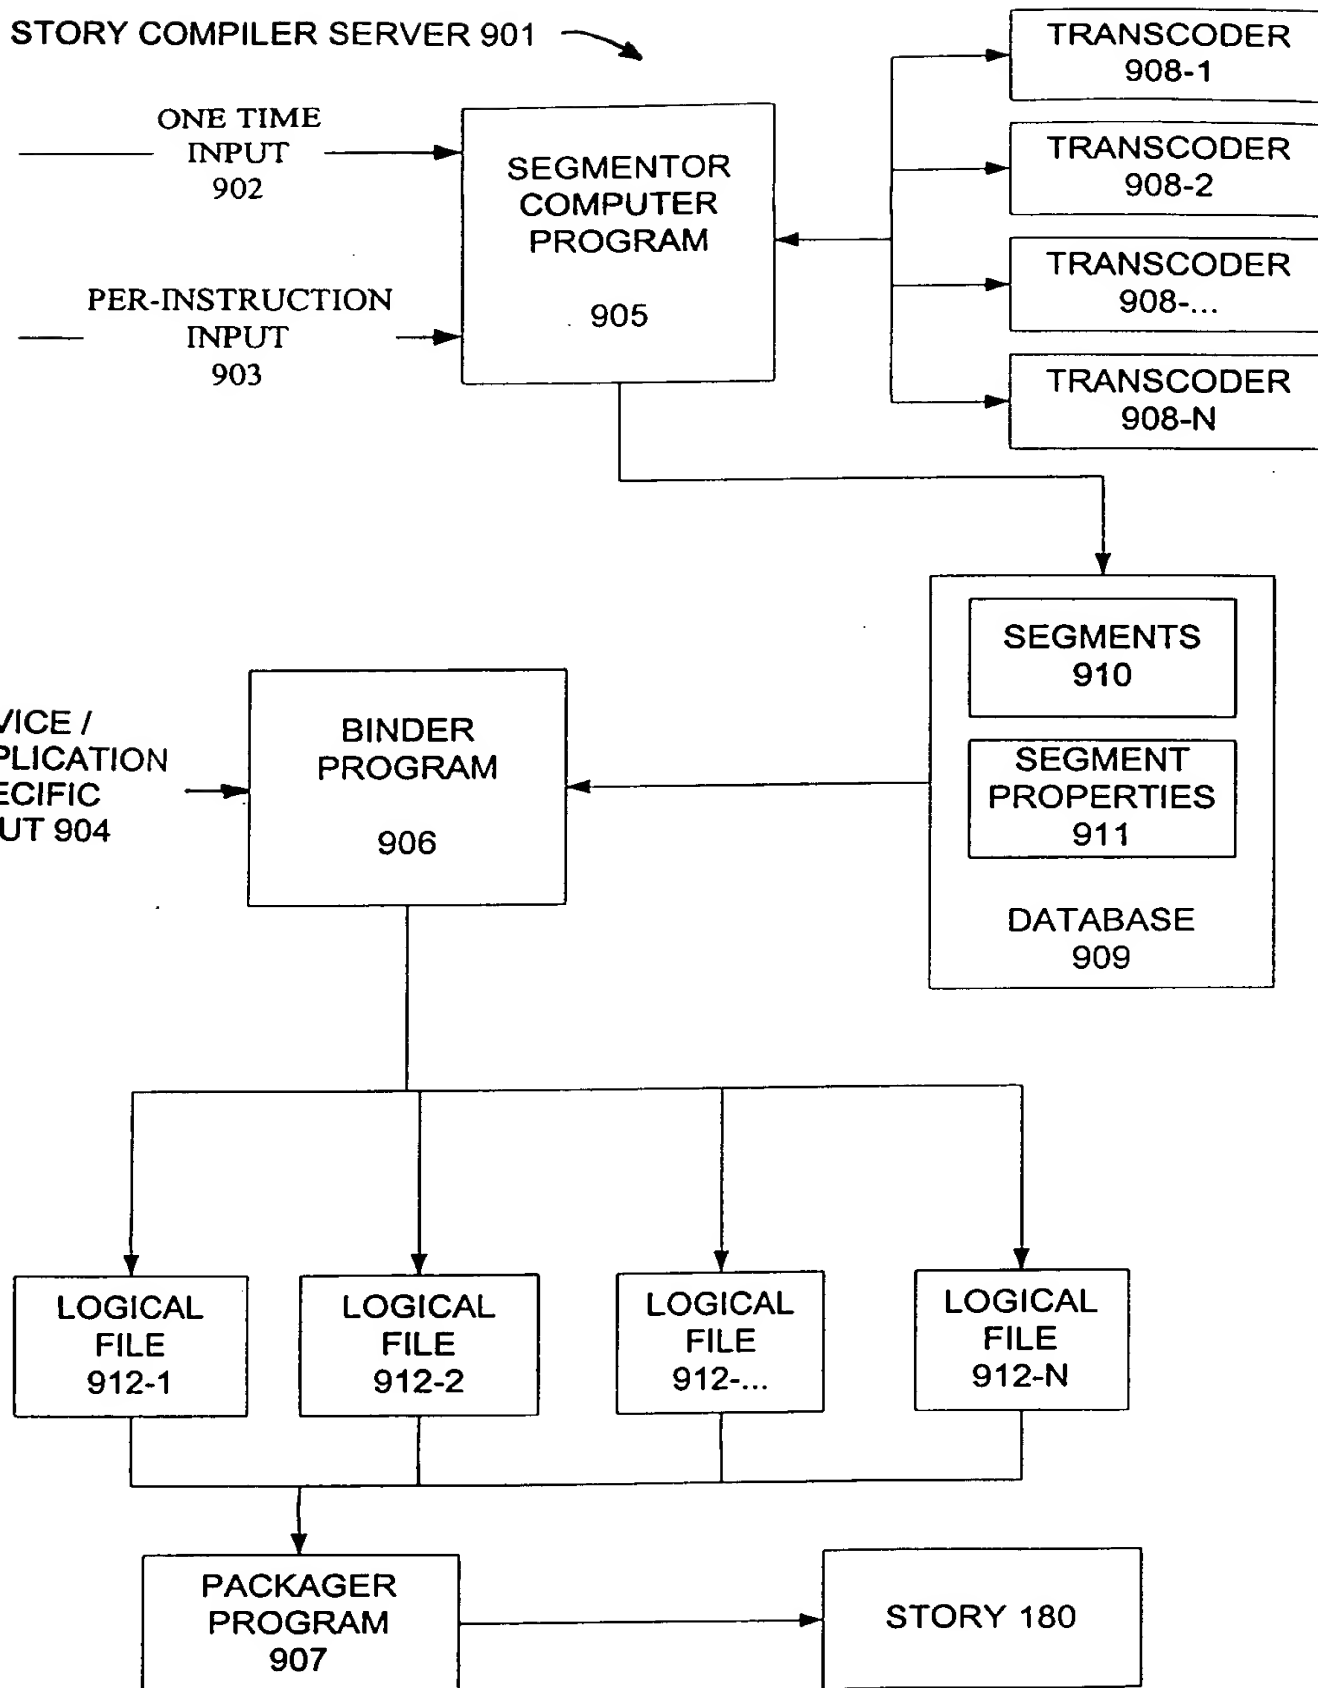 STORY COMPILER SERVER 901
ONE TIME
INPUT
902
PER-INSTRUCTION
INPUT
903
SEGMENTOR
COMPUTER
PROGRAM
905
TRANSCODER
908-1
TRANSCODER
908-2
TRANSCODER
908-...
TRANSCODER
908-N
SEGMENTS
910
SEGMENT
PROPERTIES
911
DATABASE
909
VICE /
PLICATION
ECIFIC
UT 904
BINDER
PROGRAM
906
LOGICAL
FILE
912-1
LOGICAL
FILE
912-2
LOGICAL
FILE
912-...
LOGICAL
FILE
912-N
PACKAGER
PROGRAM
907
STORY 180